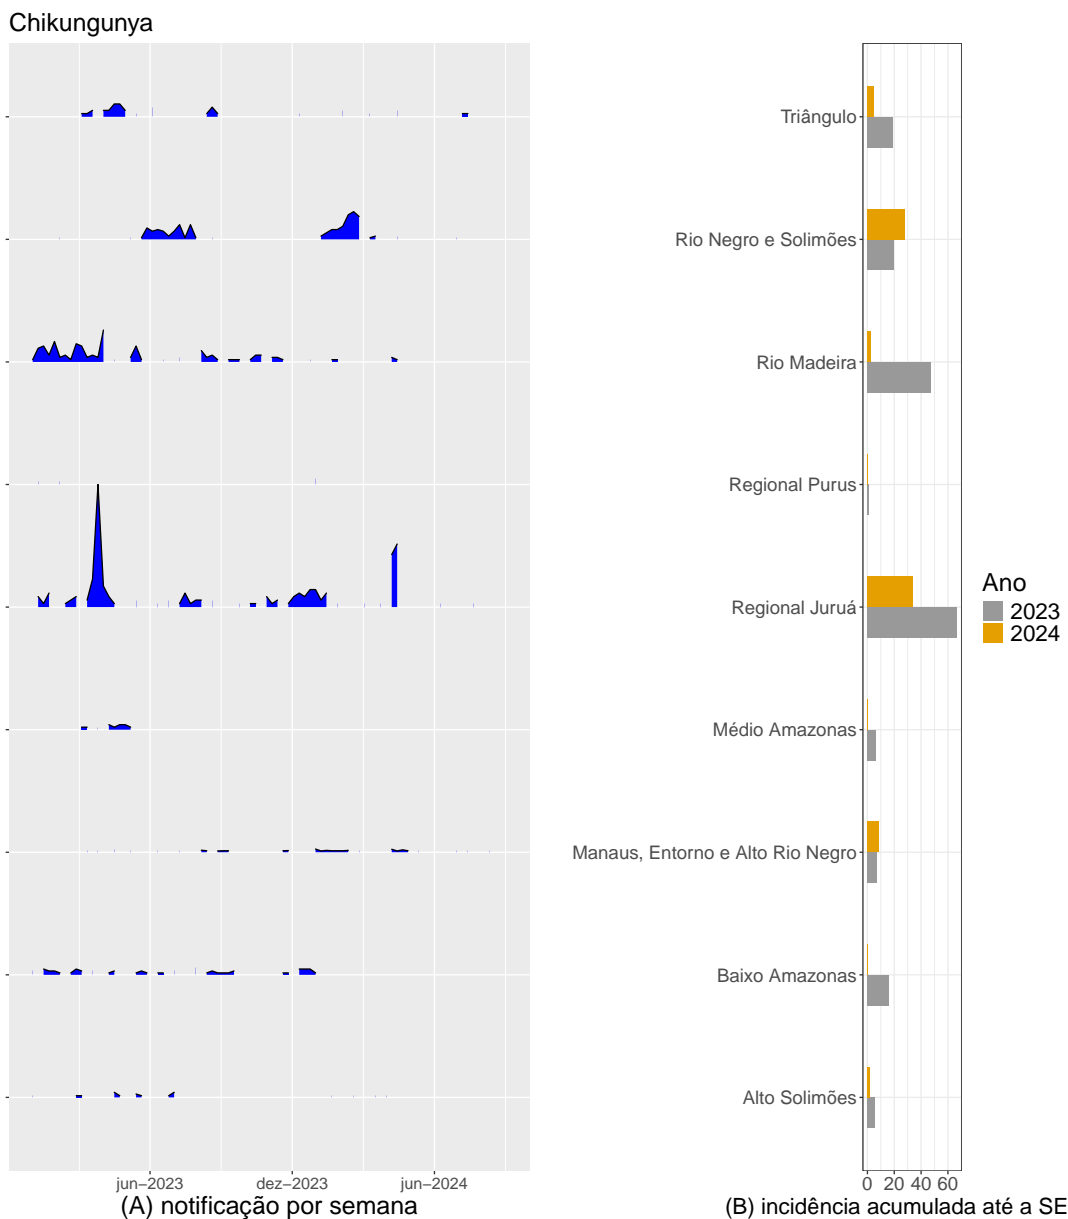 Chikungunya
Triângulo
Rio Negro e Solimões
Rio Madeira
Regional Purus
Regional Juruá
Médio Amazonas
Manaus, Entorno e Alto Rio Negro
Baixo Amazonas
Alto Solimões
Ano
2023
2024
jun−2023 dez−2023 jun−2024
0 20 40 60
(A) notificação por semana
(B) incidência acumulada até a SE